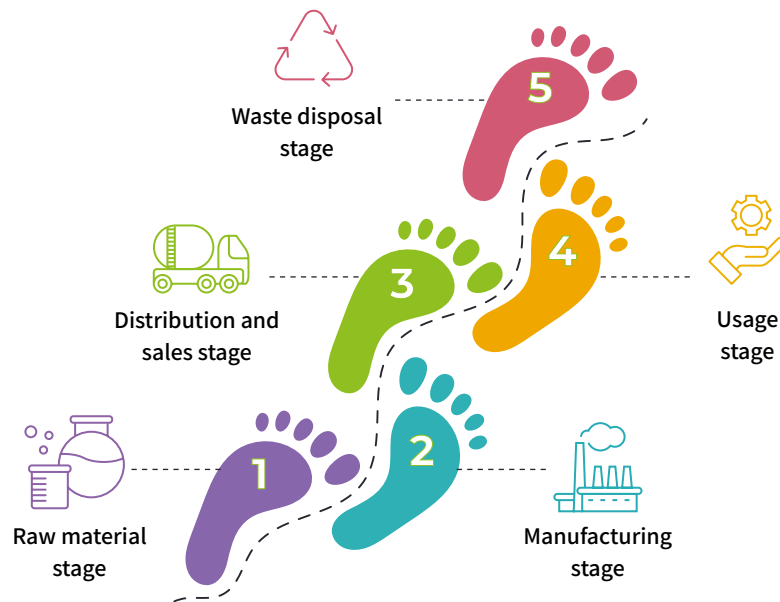 5
Waste disposal
stage
4
3
Distribution and
sales stage
Usage
stage
2
1
Raw material
stage
Manufacturing
stage